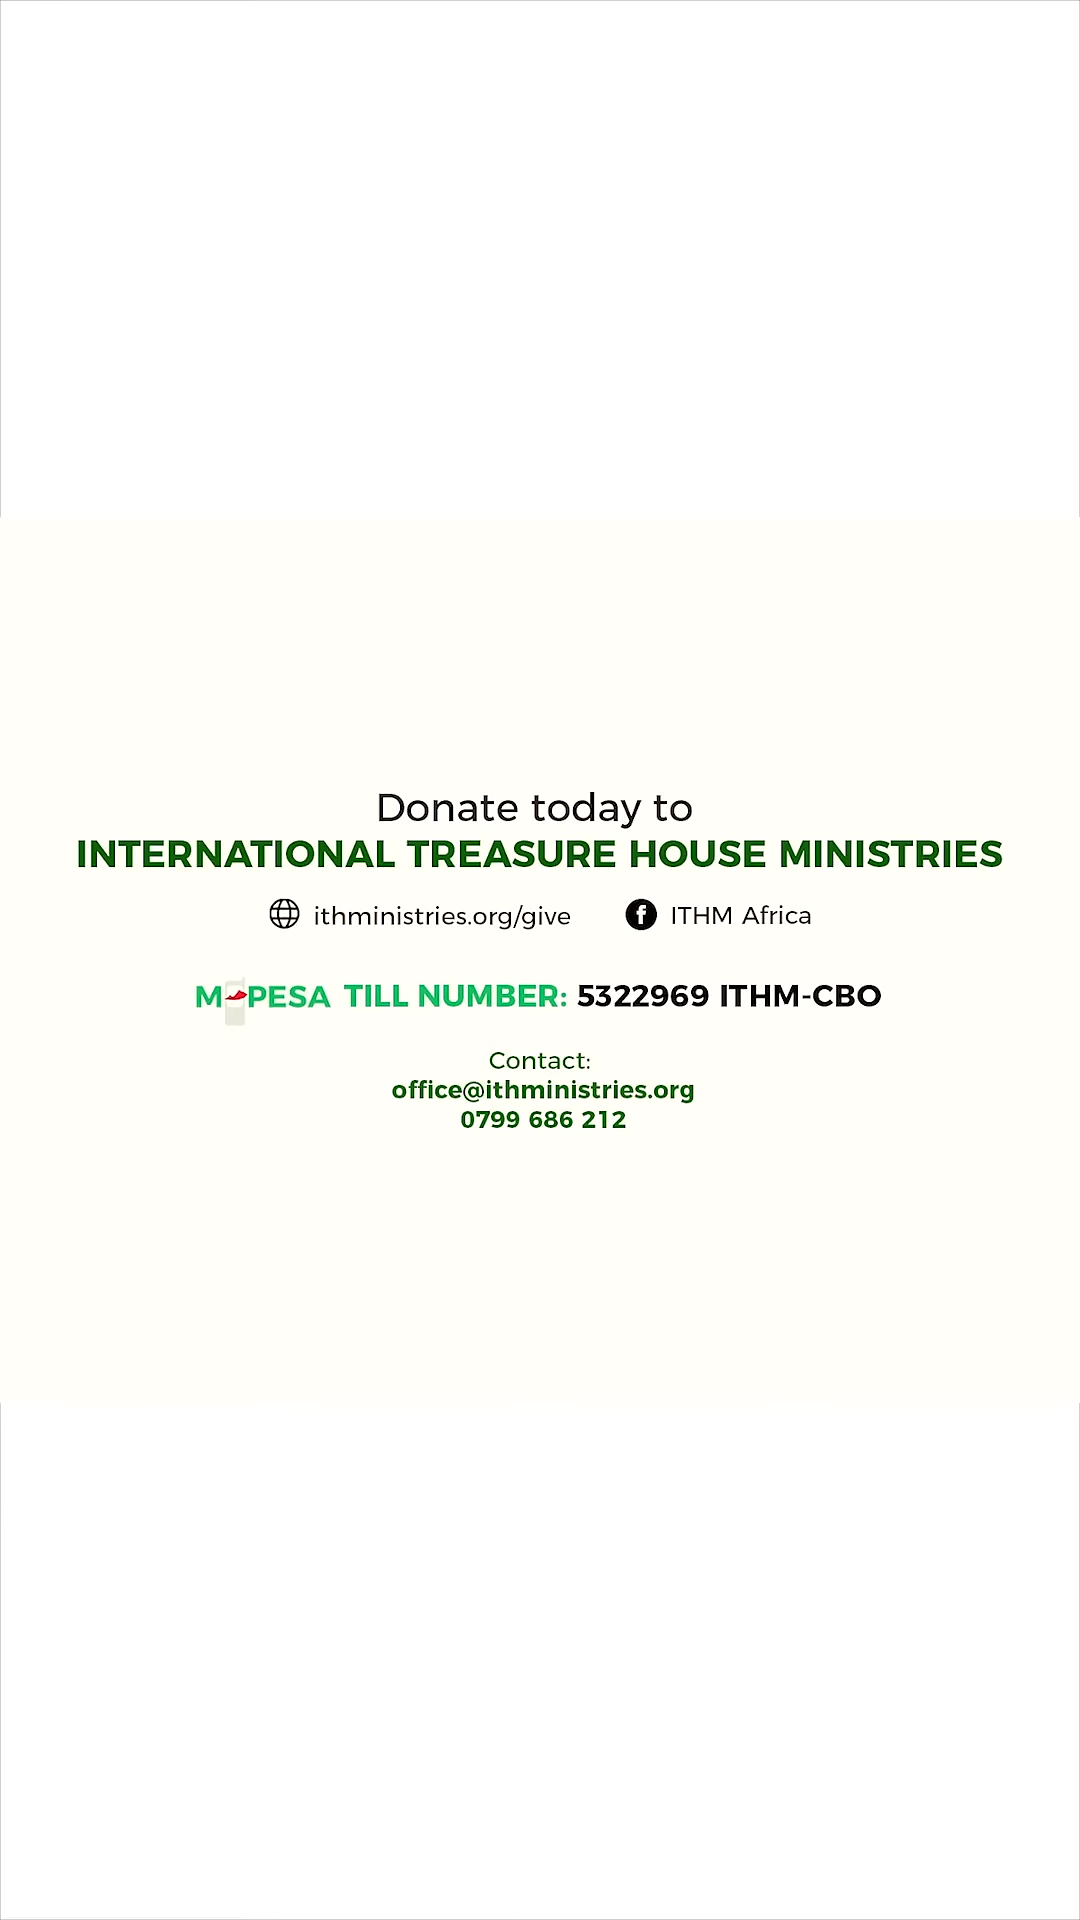 Donate today to
INTERNATIONAL TREASURE HOUSE MINISTRIES
ithministries.org/give ITHM Africa
M-PESA TILL NUMBER: 5322969 ITHM-CBO
Contact:
office@ithministries.org
0799 686 212